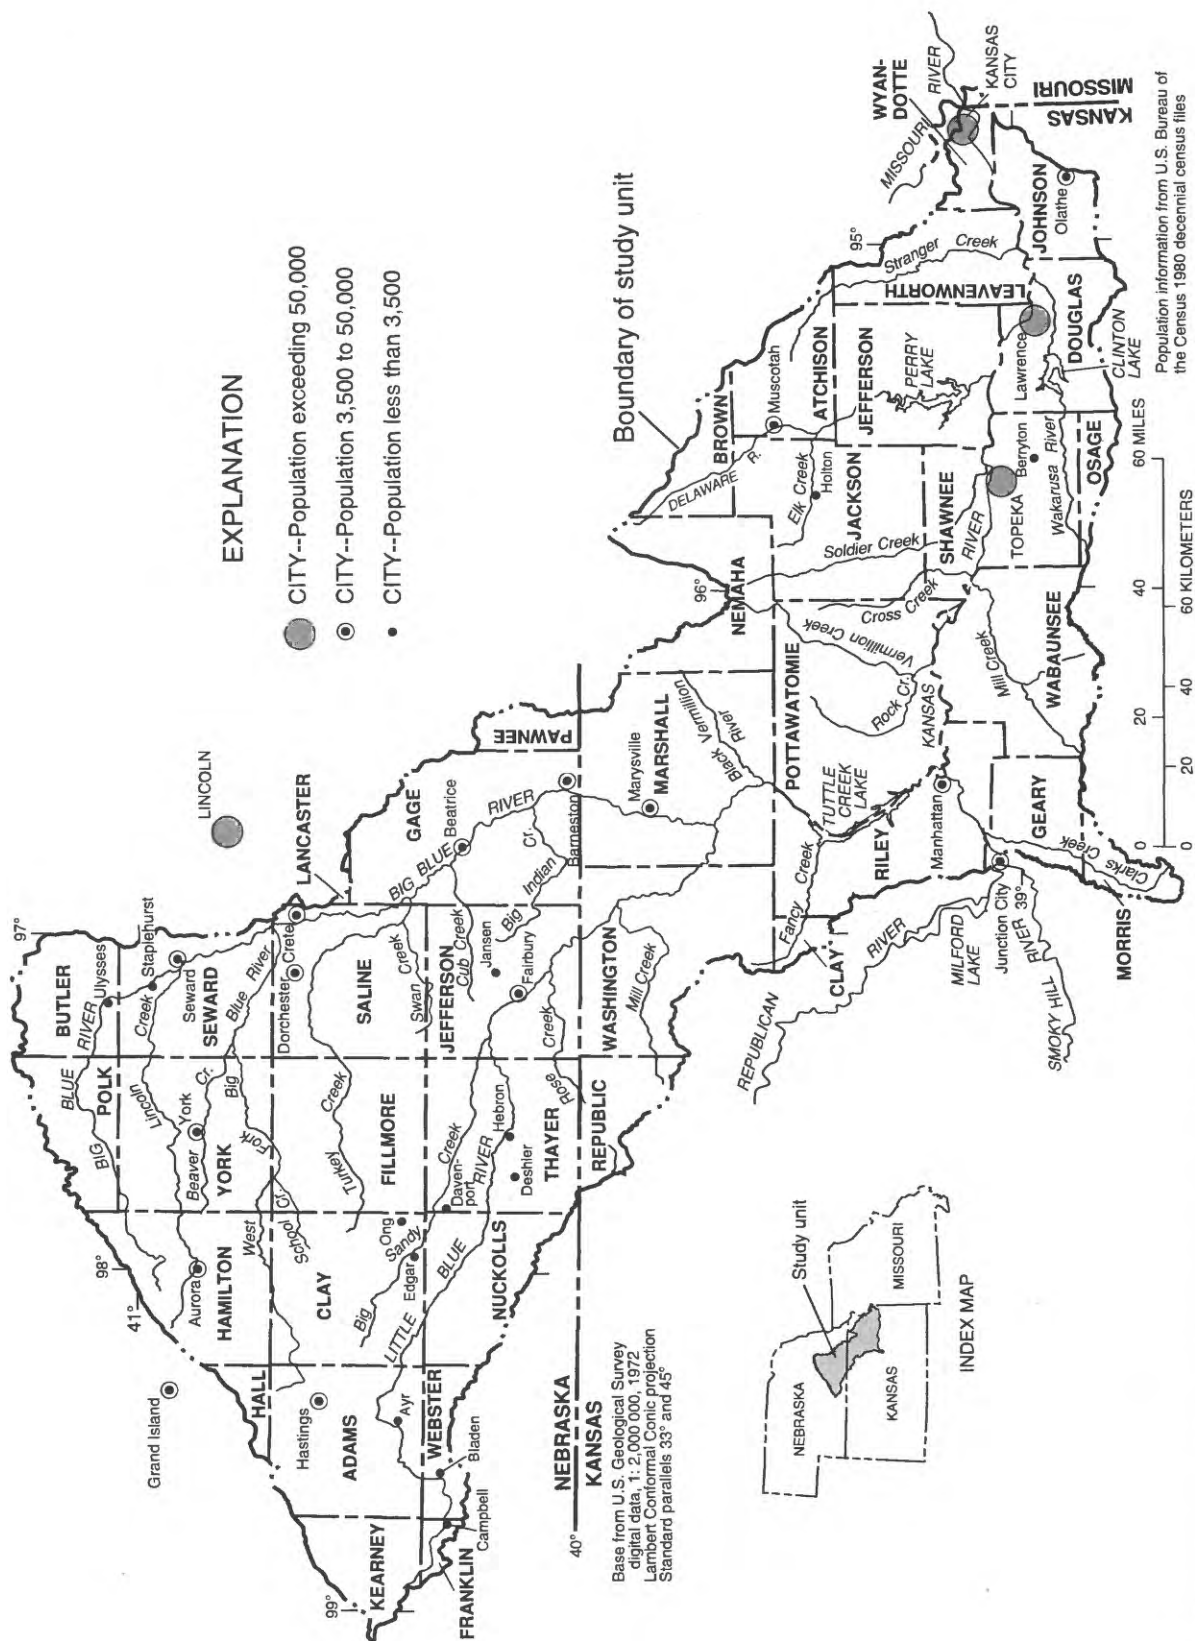 EXPLANATION
CITY--Population exceeding 50,000
CITY--Population 3,500 to 50,000
CITY--Population less than 3,500
Boundary of study unit
LINCOLN
Grand Island
99°
98°
97°
96°
95°
41°
40°
39°
BUTLER
POLK
SEWARD
YORK
HAMILTON
HALL
LANCASTER
SALINE
FILLMORE
CLAY
ADAMS
KEARNEY
FRANKLIN
WEBSTER
NUCKOLLS
THAYER
JEFFERSON
GAGE
PAWNEE
Ulysses
Staplehurst
Seward
York
Aurora
Dorchester
Crete
Hastings
Ong
Edgar
Daven-
port
Ayr
Bladen
Campbell
Deshler
Hebron
Jansen
Fairbury
Beatrice
Barneston
BIG
BLUE
RIVER
Lincoln
Creek
Beaver
Cr.
West
Fork
Big
Blue River
School
Cr.
Turkey
Creek
Swan
Creek
Cub Creek
Big
Sandy
Creek
LITTLE
BLUE
RIVER
Rose
Creek
BIG BLUE
RIVER
Big
Indian
Cr.
NEBRASKA
KANSAS
REPUBLIC
WASHINGTON
MARSHALL
NEMAHA
BROWN
ATCHISON
JACKSON
JEFFERSON
LEAVENWORTH
WYAN-
DOTTE
JOHNSON
DOUGLAS
OSAGE
SHAWNEE
WABAUNSEE
POTTAWATOMIE
RILEY
GEARY
MORRIS
CLAY
Marysville
Muscotah
Holton
Manhattan
Junction City
TOPEKA
Berryton
Lawrence
Olathe
KANSAS
CITY
Mill Creek
Black Vermillion
River
Fancy
Creek
TUTTLE
CREEK
LAKE
Rock Cr.
Vermillion Creek
Cross Creek
Soldier Creek
Elk Creek
DELAWARE
R.
PERRY
LAKE
Stranger
Creek
MISSOURI
RIVER
KANSAS
RIVER
Mill Creek
Wakarusa River
CLINTON
LAKE
Clarks
Creek
REPUBLICAN
RIVER
MILFORD
LAKE
SMOKY HILL
RIVER
KANSAS
MISSOURI
Base from U.S. Geological Survey
digital data, 1: 2,000 000, 1972
Lambert Conformal Conic projection
Standard parallels 33° and 45°
NEBRASKA
KANSAS
MISSOURI
Study unit
INDEX MAP
0 20 40 60 MILES
0 20 40 60 KILOMETERS
Population information from U.S. Bureau of
the Census 1980 decennial census files